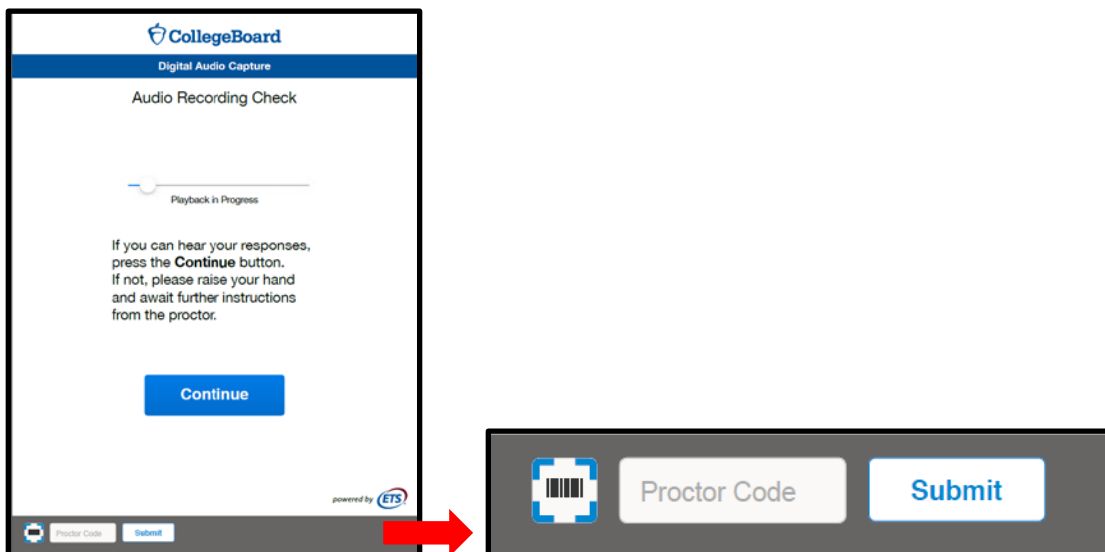 CollegeBoard
Digital Audio Capture
Audio Recording Check
Playback in Progress
If you can hear your responses,
press the Continue button.
If not, please raise your hand
and await further instructions
from the proctor.
Continue
powered by ETS
Proctor Code Submit
Proctor Code Submit